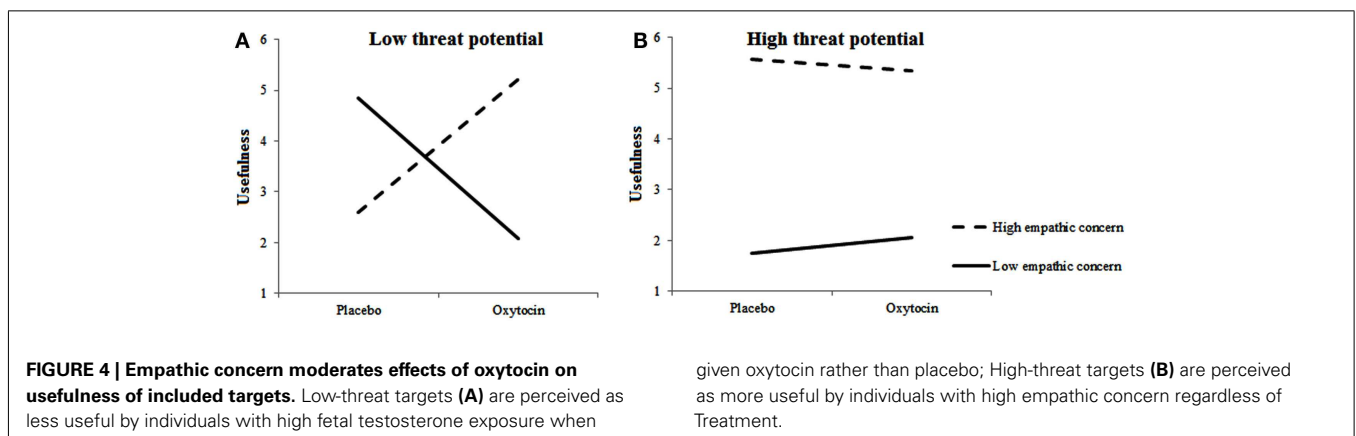 A
Low threat potential
6
5
4
3
2
1
Usefulness
Placebo
Oxytocin
B
High threat potential
6
5
4
3
2
1
Usefulness
Placebo
Oxytocin
High empathic concern
Low empathic concern
FIGURE 4 | Empathic concern moderates effects of oxytocin on
usefulness of included targets. Low-threat targets (A) are perceived as
less useful by individuals with high fetal testosterone exposure when
given oxytocin rather than placebo; High-threat targets (B) are perceived
as more useful by individuals with high empathic concern regardless of
Treatment.